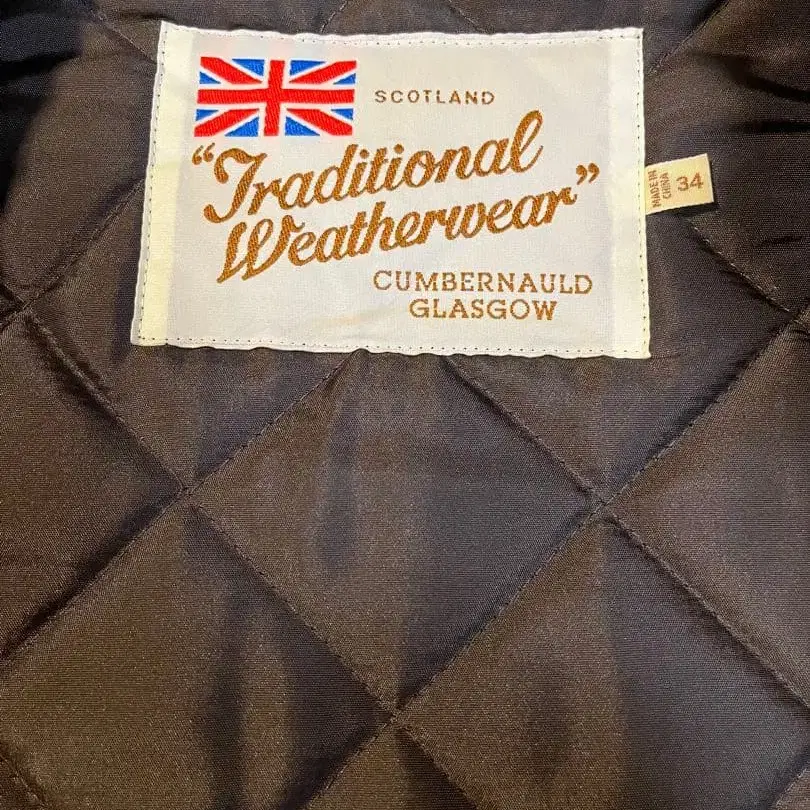 SCOTLAND
“Traditional
Weatherwear”
CUMBERNAULD
GLASGOW
MADE IN
CHINA
34